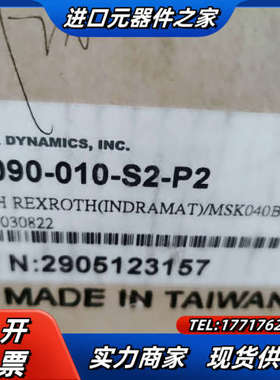 进口元器件之家
DYNAMICS, INC.
090-010-S2-P2
H REXROTH(INDRAMAT)/MSK040B
030822
N:2905123157
MADE IN TAIWAN
开
票
TEL:1771762
实力商家 现货供